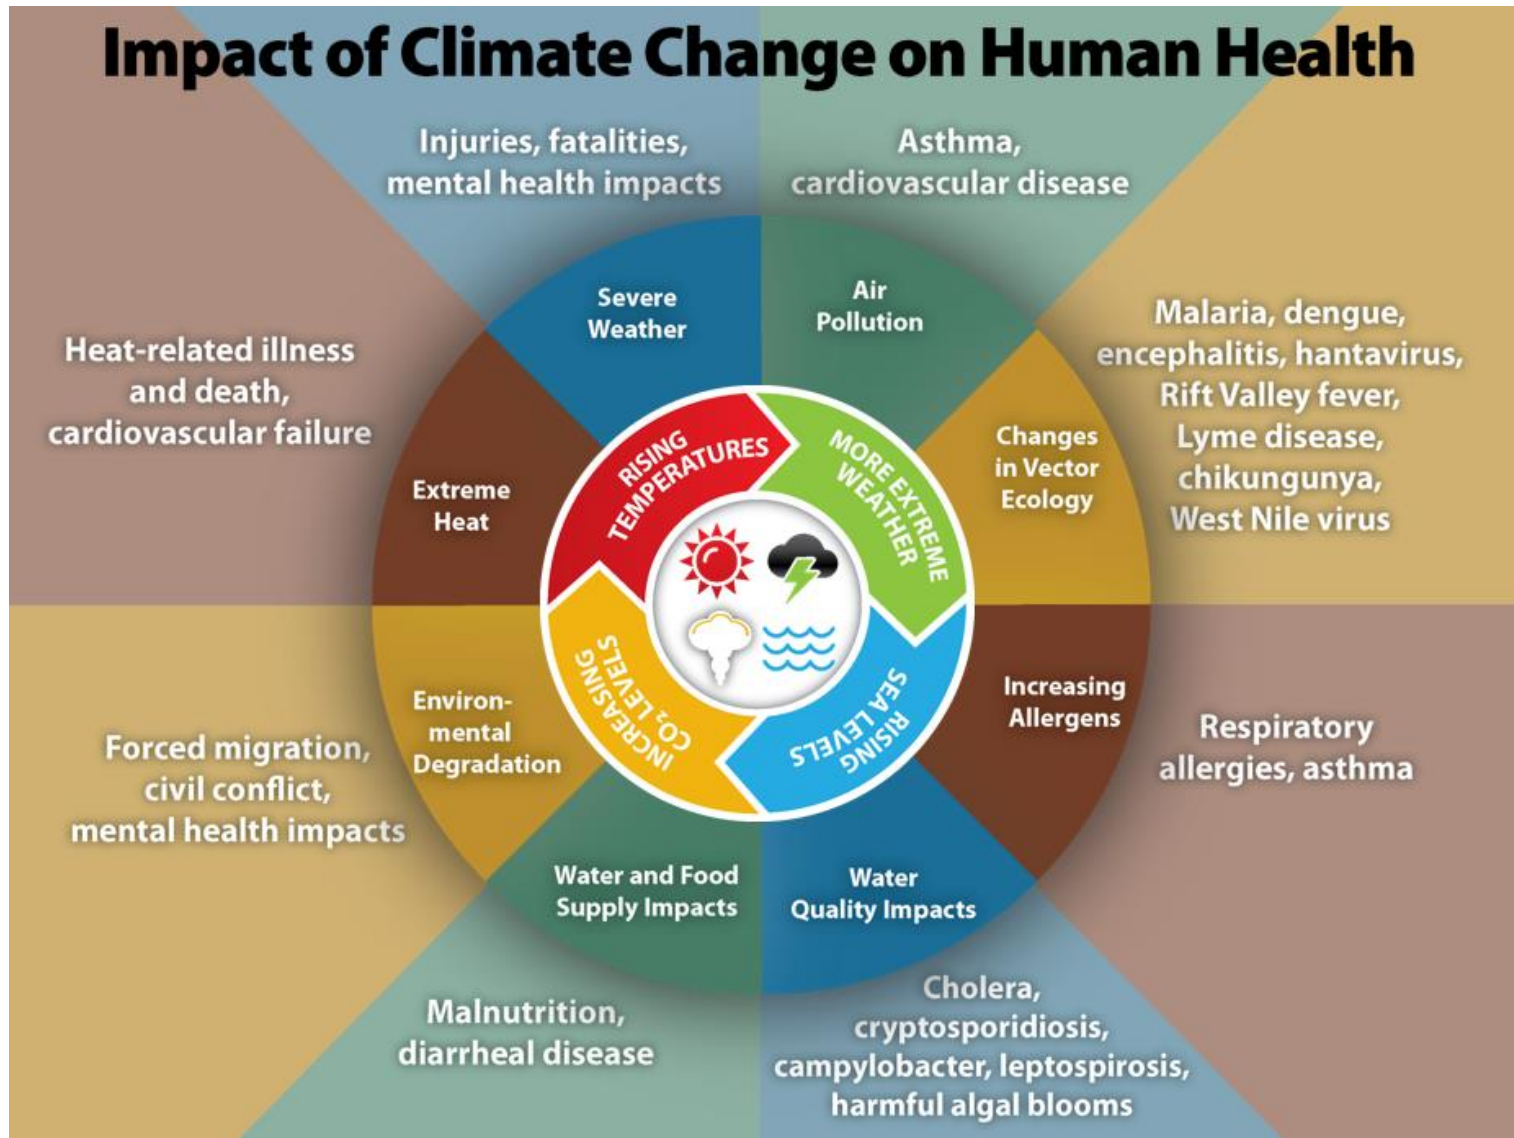 Impact of Climate Change on Human Health
Injuries, fatalities,
mental health impacts
Asthma,
cardiovascular disease
Severe
Weather
Air
Pollution
Heat-related illness
and death,
cardiovascular failure
Malaria, dengue,
encephalitis, hantavirus,
Rift Valley fever,
Lyme disease,
chikungunya,
West Nile virus
Extreme
Heat
Changes
in Vector
Ecology
RISING
TEMPERATURES
MORE EXTREME
WEATHER
INCREASING
CO₂ LEVELS
RISING
SEA LEVELS
Environ-
mental
Degradation
Increasing
Allergens
Forced migration,
civil conflict,
mental health impacts
Respiratory
allergies, asthma
Water and Food
Supply Impacts
Water
Quality Impacts
Malnutrition,
diarrheal disease
Cholera,
cryptosporidiosis,
campylobacter, leptospirosis,
harmful algal blooms